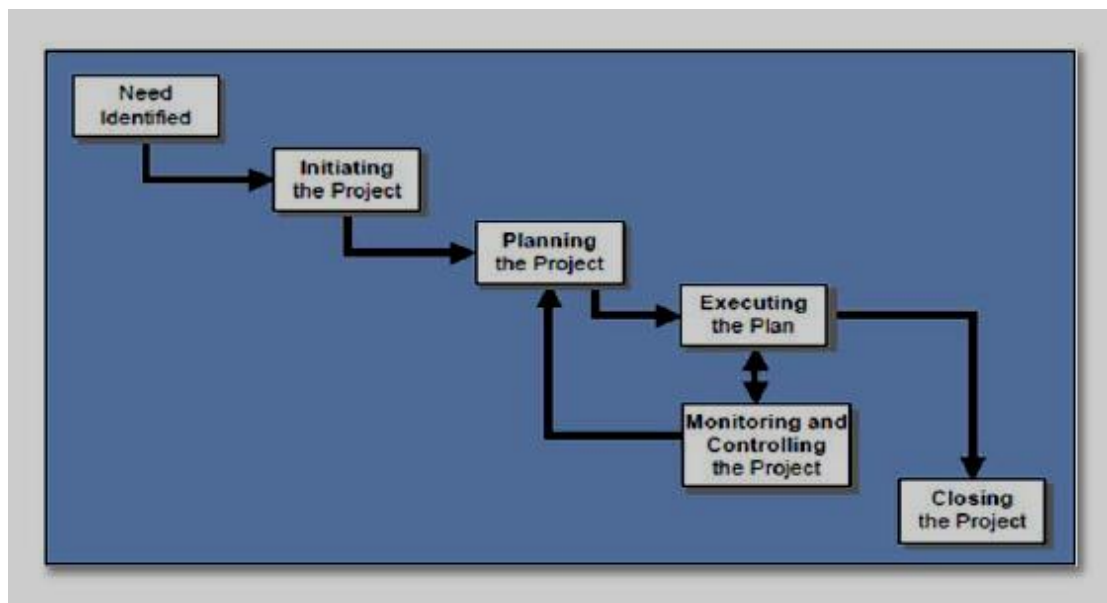 Need
Identified
Initiating
the Project
Planning
the Project
Executing
the Plan
Monitoring and
Controlling
the Project
Closing
the Project